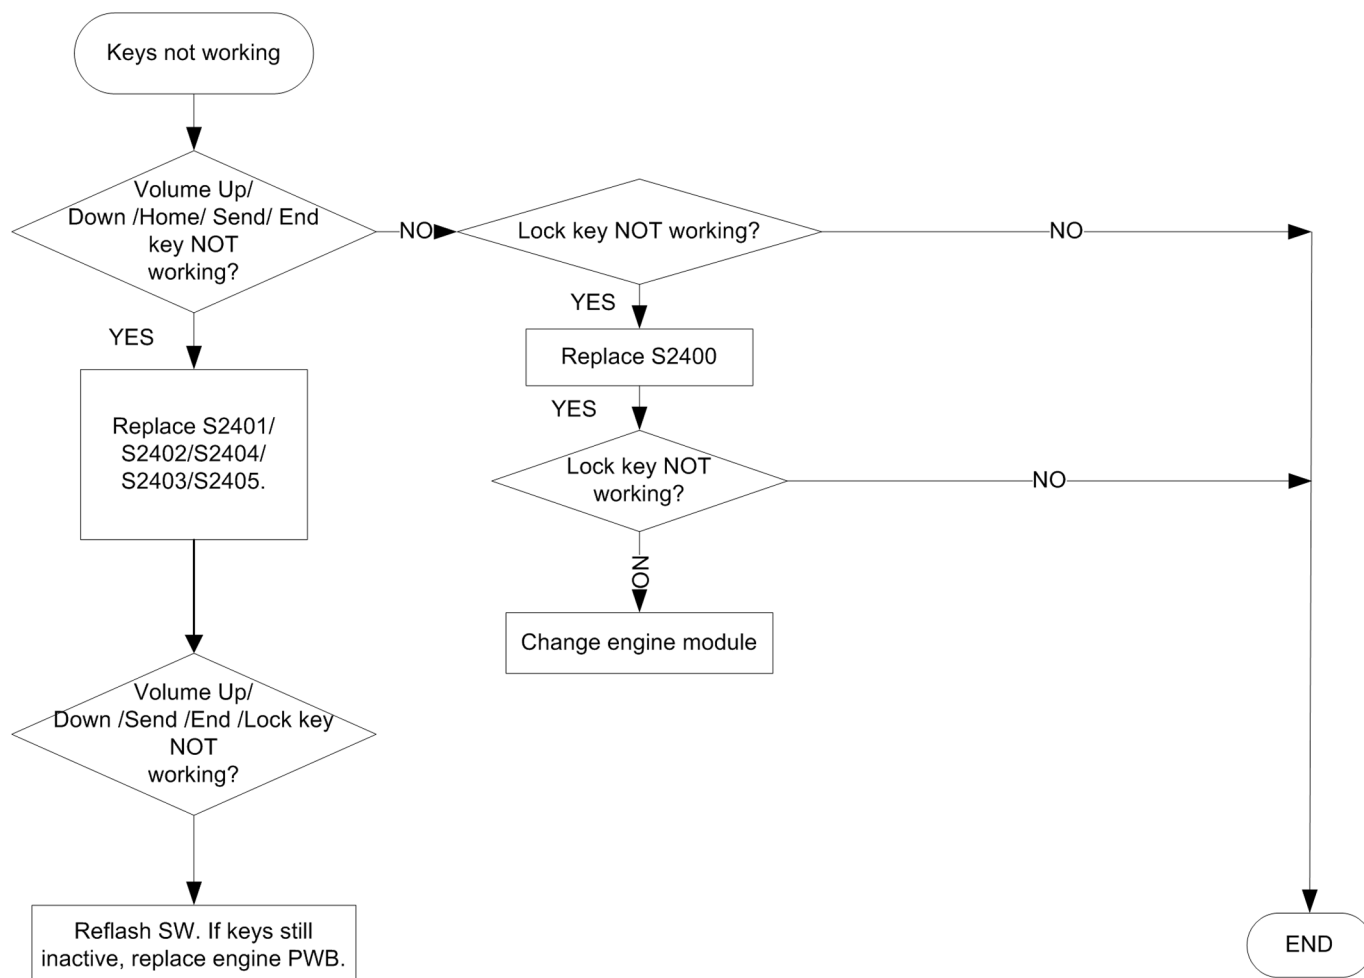 Keys not working
Volume Up/
Down /Home/ Send/ End
key NOT
working?
NO
Lock key NOT working?
NO
YES
YES
Replace S2400
Replace S2401/
S2402/S2404/
S2403/S2405.
YES
Lock key NOT
working?
NO
NO
Change engine module
Volume Up/
Down /Send /End /Lock key
NOT
working?
Reflash SW. If keys still
inactive, replace engine PWB.
END